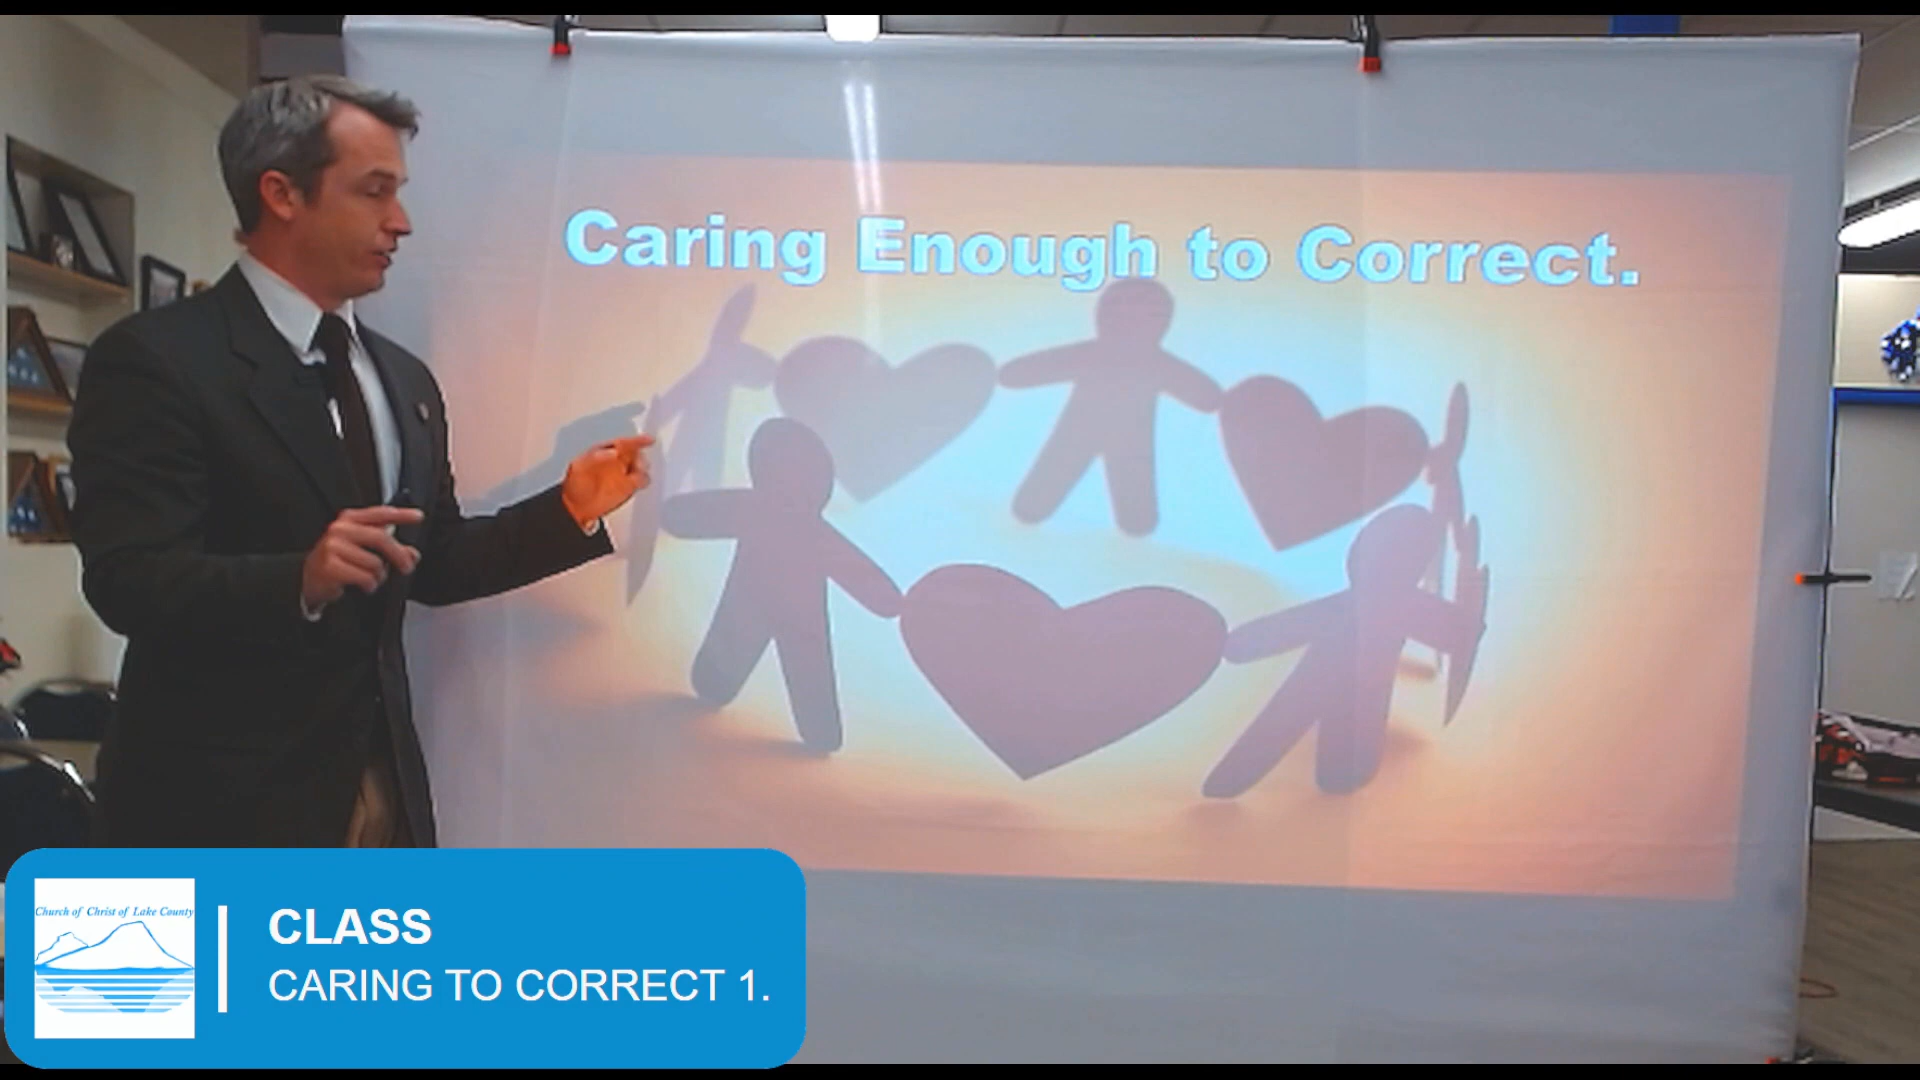 Caring Enough to Correct.
Church of Christ of Lake County
CLASS
CARING TO CORRECT 1.